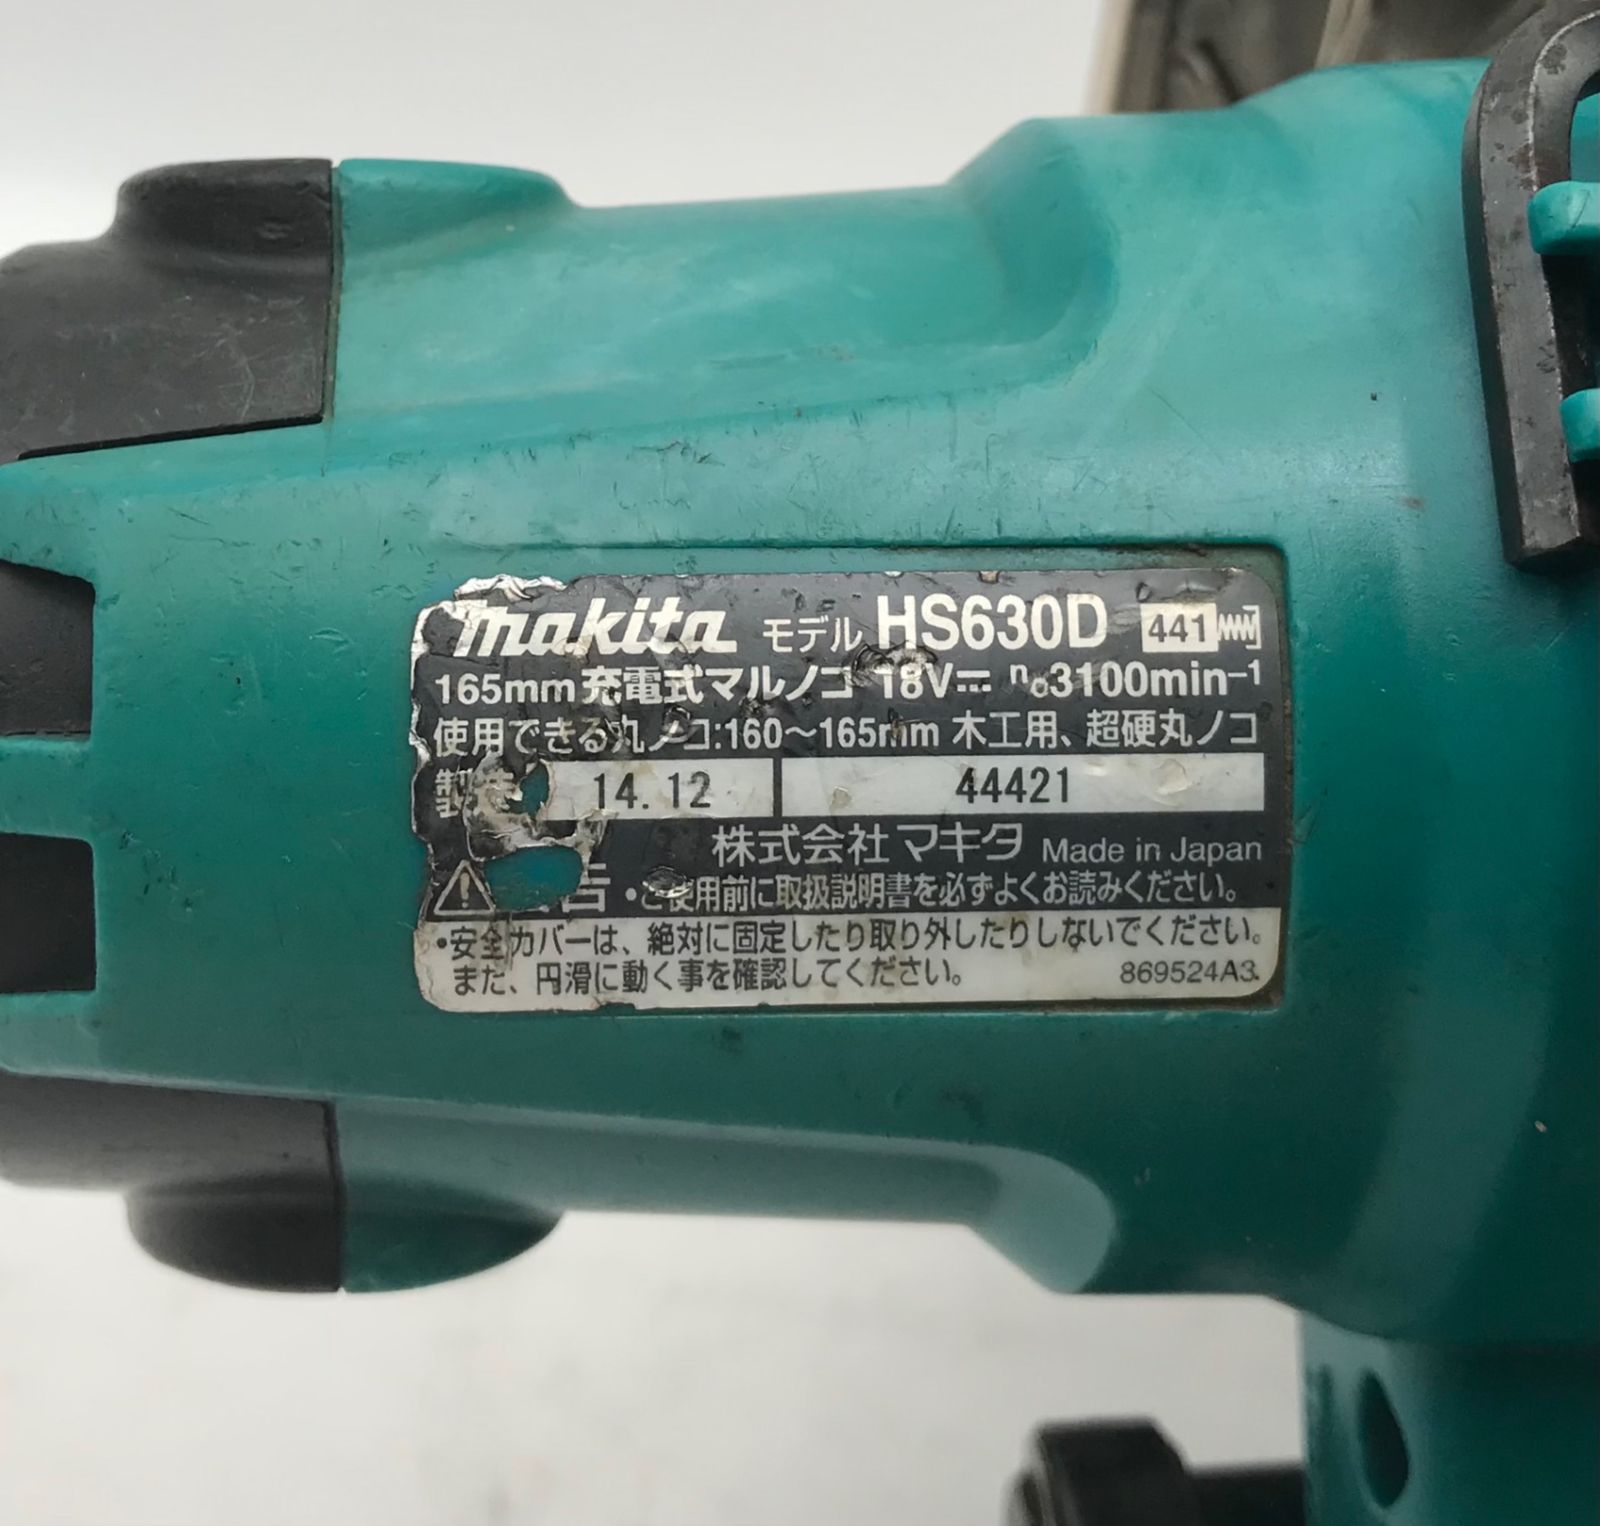 makita モデル HS630D 441
165mm 充電式マルノコ 18V⎓ n₀3100min⁻¹
使用できる丸ノコ:160～165mm 木工用、超硬丸ノコ
製造 14.12 44421
株式会社マキタ Made in Japan
・ご使用前に取扱説明書を必ずよくお読みください。
・安全カバーは、絶対に固定したり取り外したりしないでください。
また、円滑に動く事を確認してください。 869524A3